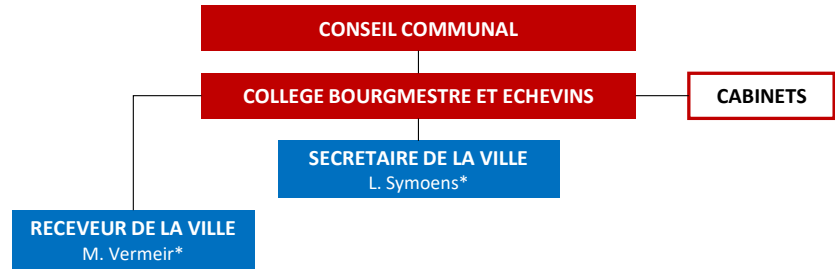 CONSEIL COMMUNAL
COLLEGE BOURGMESTRE ET ECHEVINS
CABINETS
SECRETAIRE DE LA VILLE
L. Symoens*
RECEVEUR DE LA VILLE
M. Vermeir*